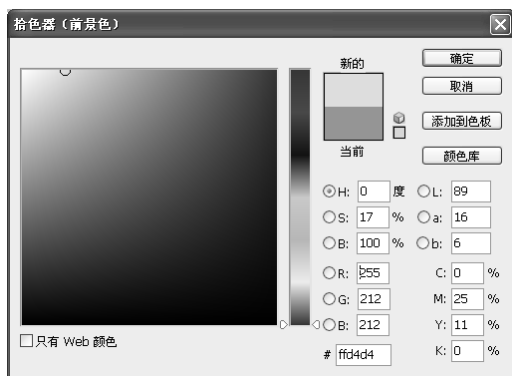 拾色器（前景色）
新的
当前
确定
取消
添加到色板
颜色库
H: 0 度
S: 17 %
B: 100 %
R: 255
G: 212
B: 212
# ffd4d4
L: 89
a: 16
b: 6
C: 0 %
M: 25 %
Y: 11 %
K: 0 %
只有 Web 颜色